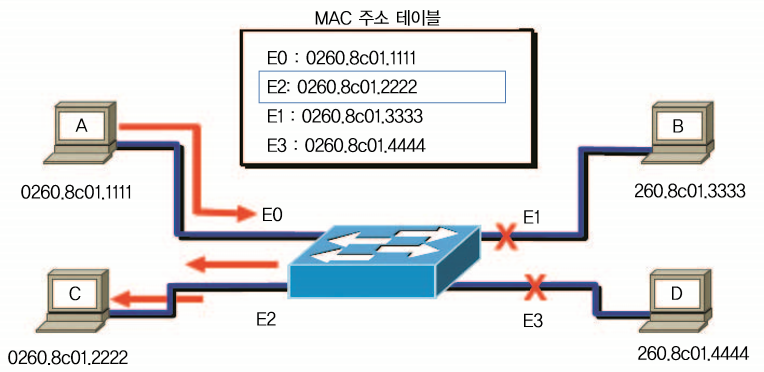 MAC 주소 테이블
E0 : 0260.8c01.1111
E2: 0260.8c01.2222
E1 : 0260.8c01.3333
E3 : 0260.8c01.4444
A
B
0260.8c01.1111
260.8c01.3333
E0
E1
C
D
E2
E3
0260.8c01.2222
260.8c01.4444